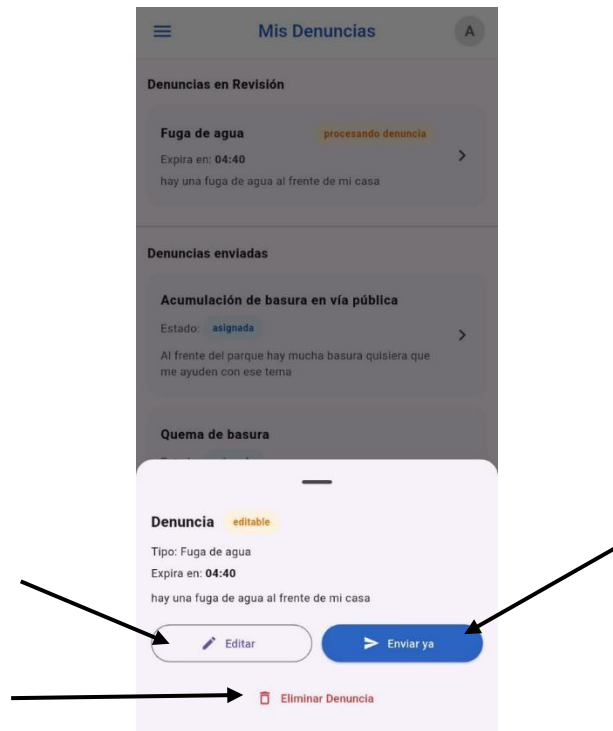 Mis Denuncias
A
Denuncias en Revisión
Fuga de agua
procesando denuncia
Expira en: 04:40
hay una fuga de agua al frente de mi casa
Denuncias enviadas
Acumulación de basura en vía pública
Estado: asignada
Al frente del parque hay mucha basura quisiera que
me ayuden con ese tema
Quema de basura
Denuncia editable
Tipo: Fuga de agua
Expira en: 04:40
hay una fuga de agua al frente de mi casa
Editar
Enviar ya
Eliminar Denuncia